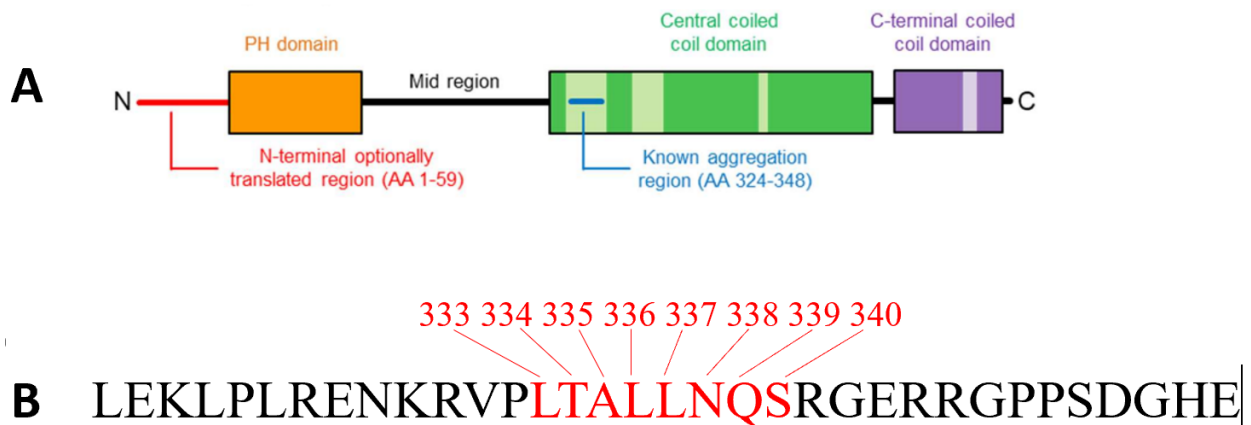 A
N
PH domain
Mid region
Central coiled
coil domain
C-terminal coiled
coil domain
C
N-terminal optionally
translated region (AA 1-59)
Known aggregation
region (AA 324-348)
333 334 335 336 337 338 339 340
B
LEKLPLRENKRVPLTALLNQSRGERRGPPSDGHE